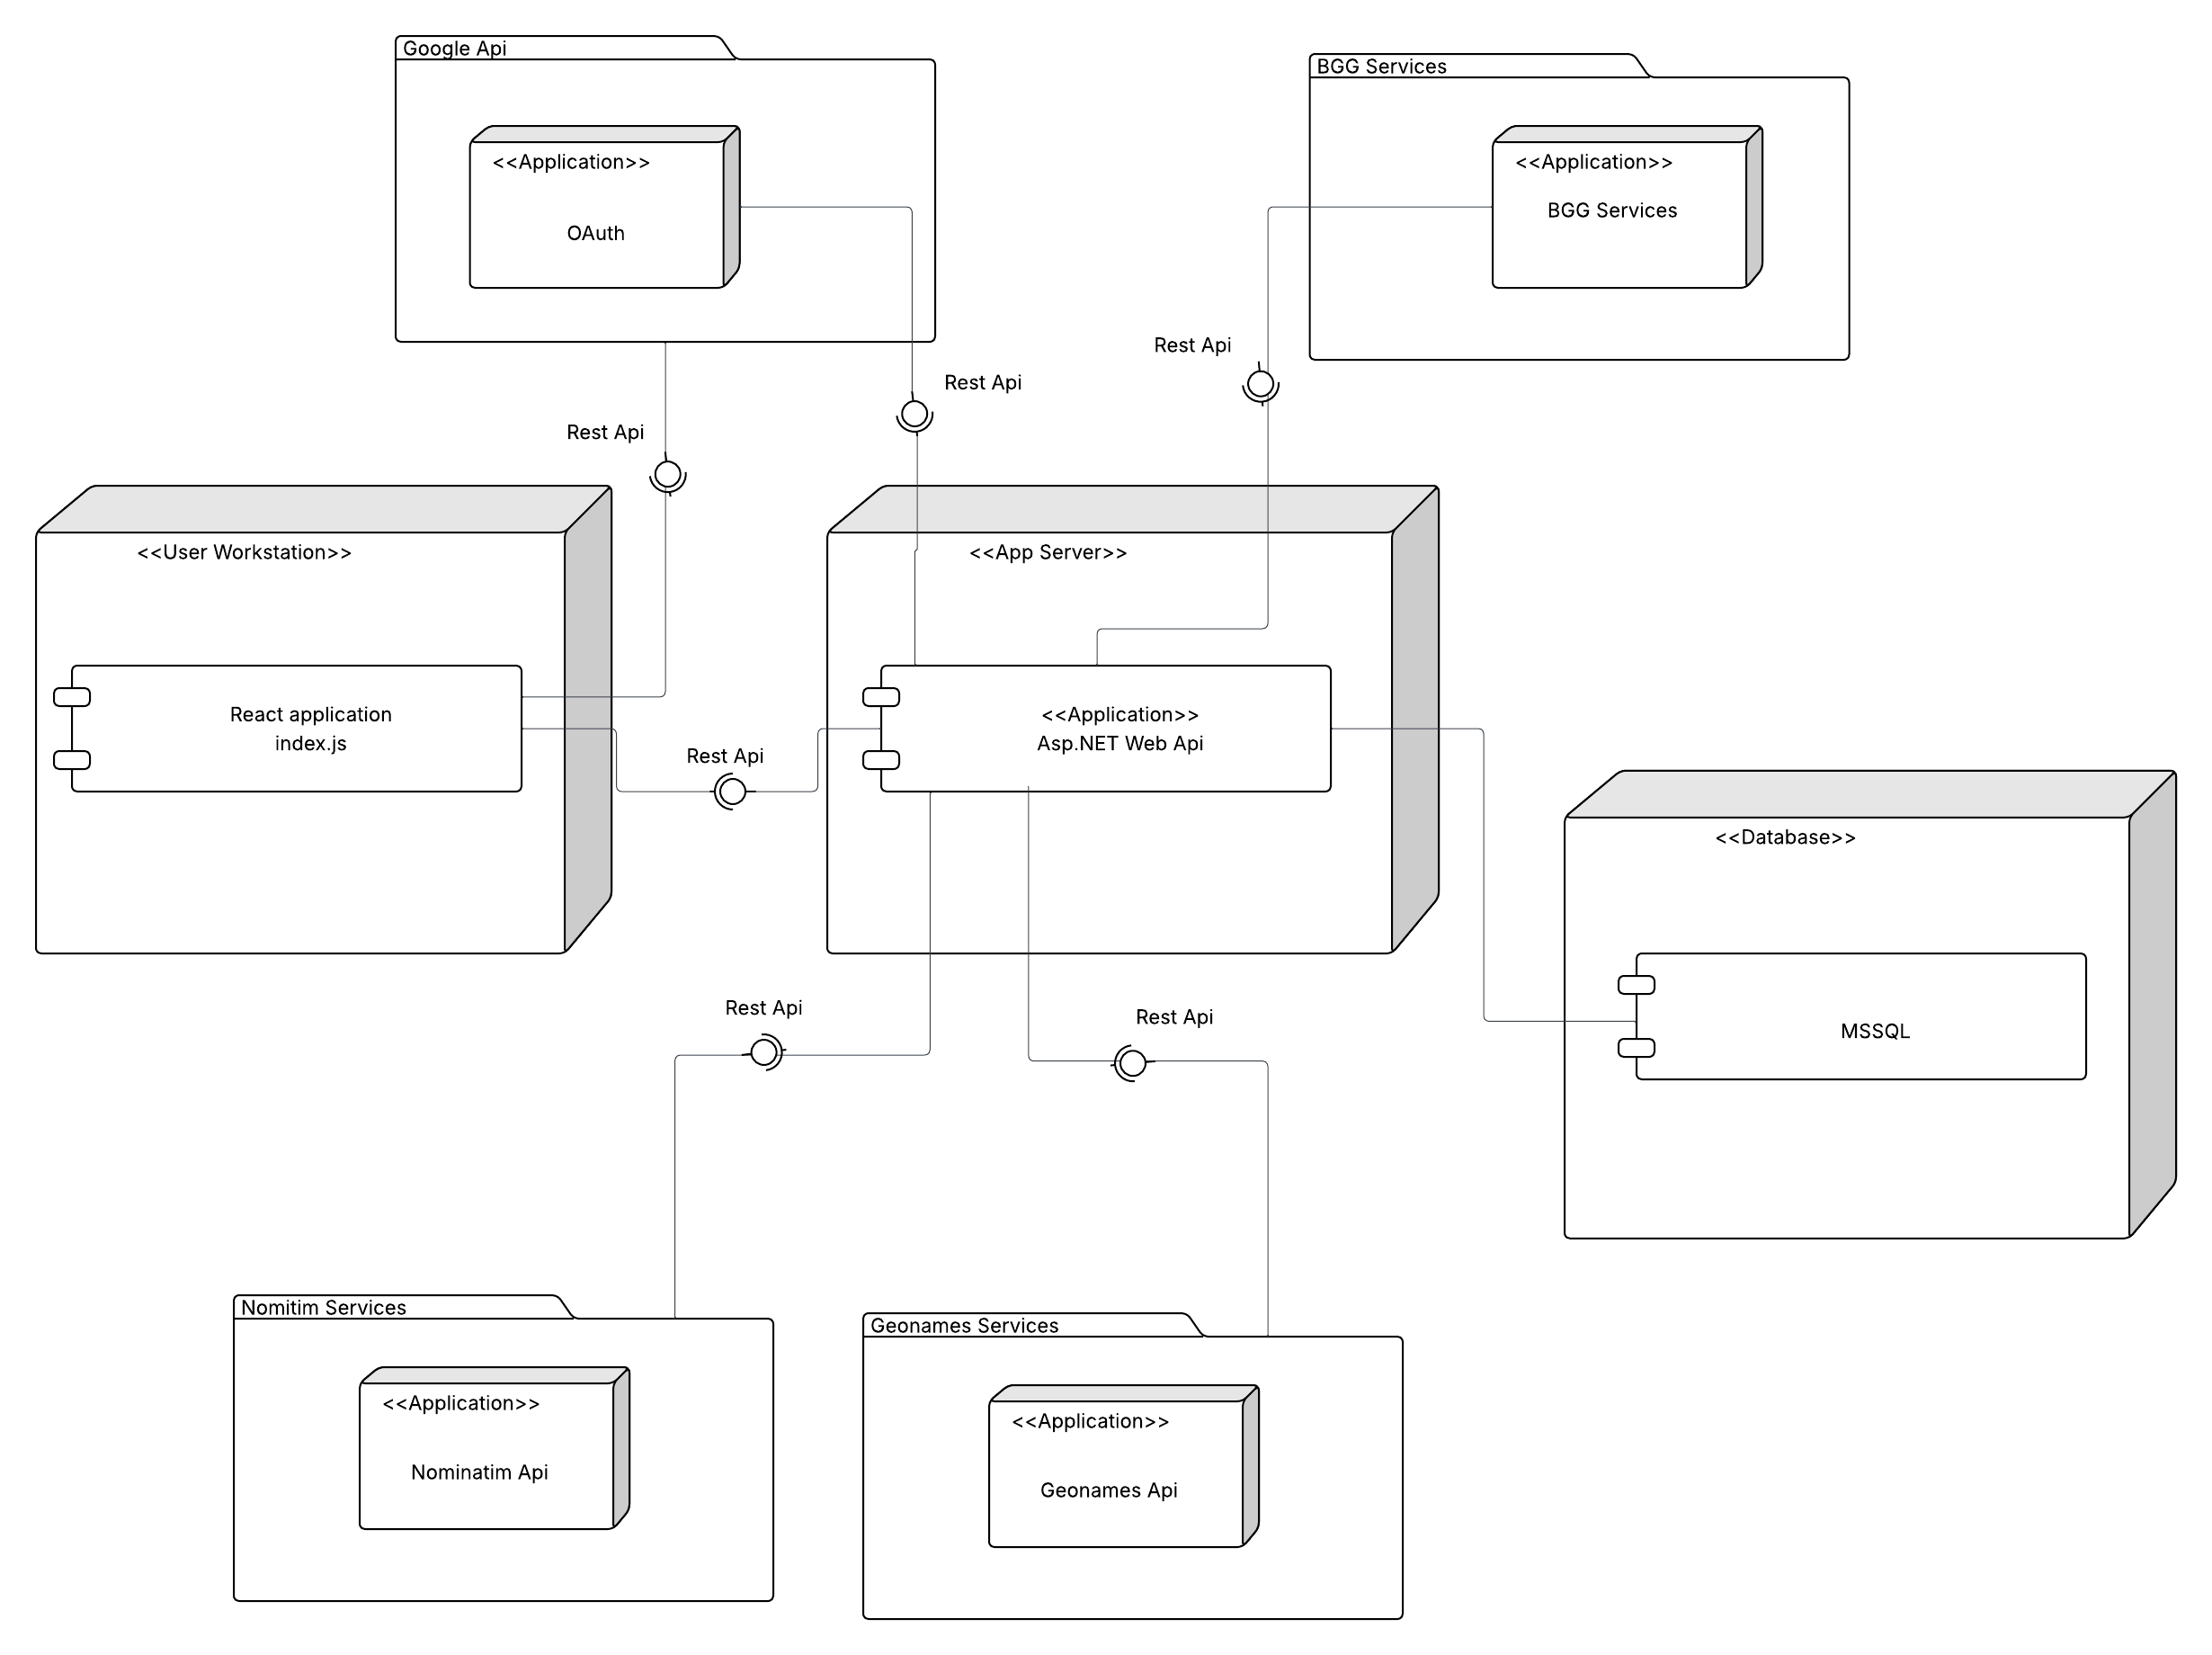 Google Api
BGG Services
<<Application>>
OAuth
<<Application>>
BGG Services
Rest Api
Rest Api
Rest Api
<<User Workstation>>
<<App Server>>
React application
index.js
<<Application>>
Asp.NET Web Api
Rest Api
<<Database>>
MSSQL
Rest Api
Rest Api
Nomitim Services
Geonames Services
<<Application>>
Nominatim Api
<<Application>>
Geonames Api